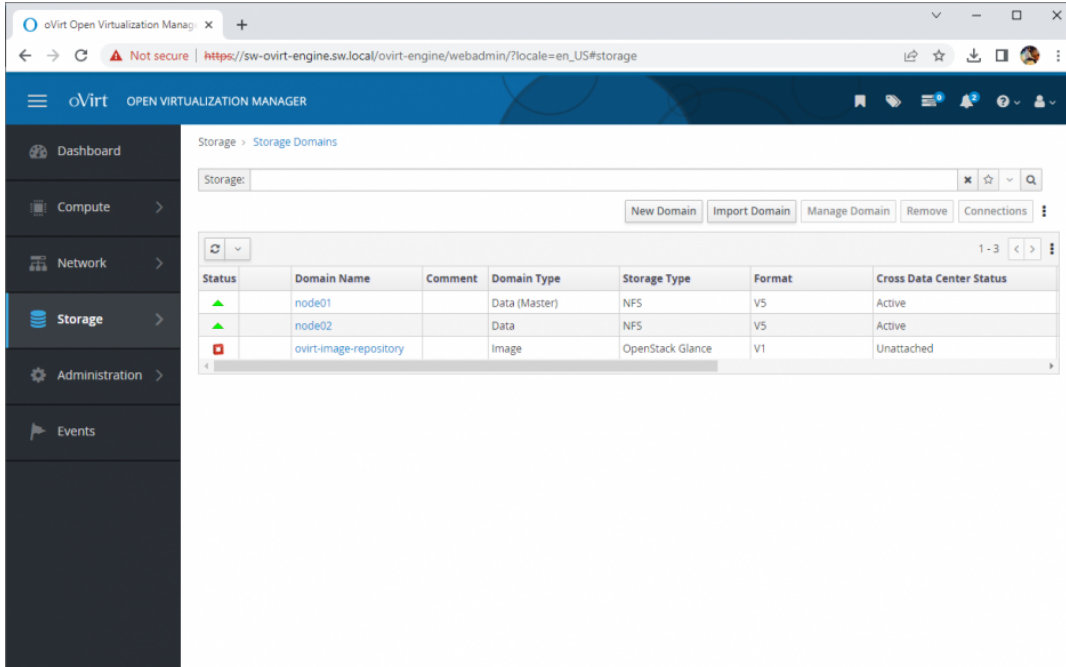 oVirt Open Virtualization Manag
Not secure | https://sw-ovirt-engine.sw.local/ovirt-engine/webadmin/?locale=en_US#storage
oVirt OPEN VIRTUALIZATION MANAGER
0
2
Dashboard
Compute
Network
Storage
Administration
Events
Storage > Storage Domains
Storage:
New Domain Import Domain Manage Domain Remove Connections
1 - 3
Status Domain Name Comment Domain Type Storage Type Format Cross Data Center Status
node01 Data (Master) NFS V5 Active
node02 Data NFS V5 Active
ovirt-image-repository Image OpenStack Glance V1 Unattached